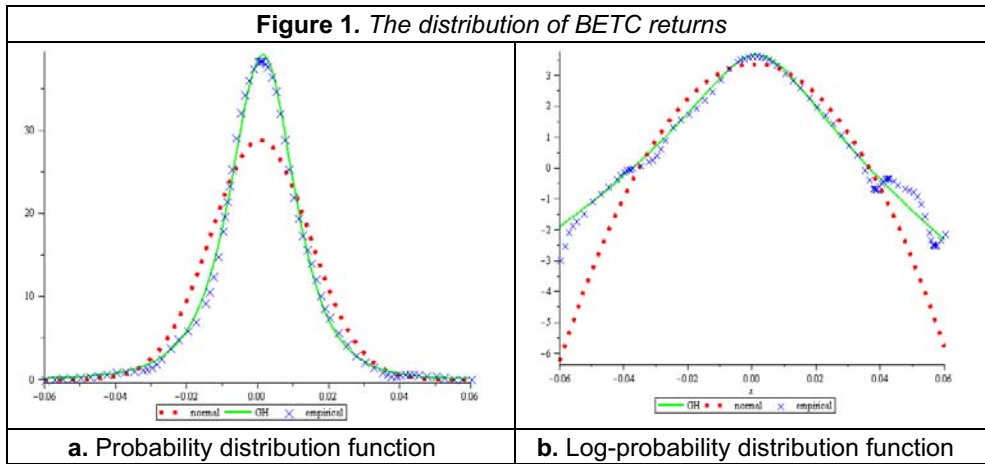 Figure 1. The distribution of BETC returns
30
20
10
0
-0.06 -0.04 -0.02 0.00 0.02 0.04 0.06
normal GH empirical
3
2
1
0
-1
-2
-3
-4
-5
-6
-0.06 -0.04 -0.02 0.00 0.02 0.04 0.06
x
GH normal empirical
a. Probability distribution function
b. Log-probability distribution function